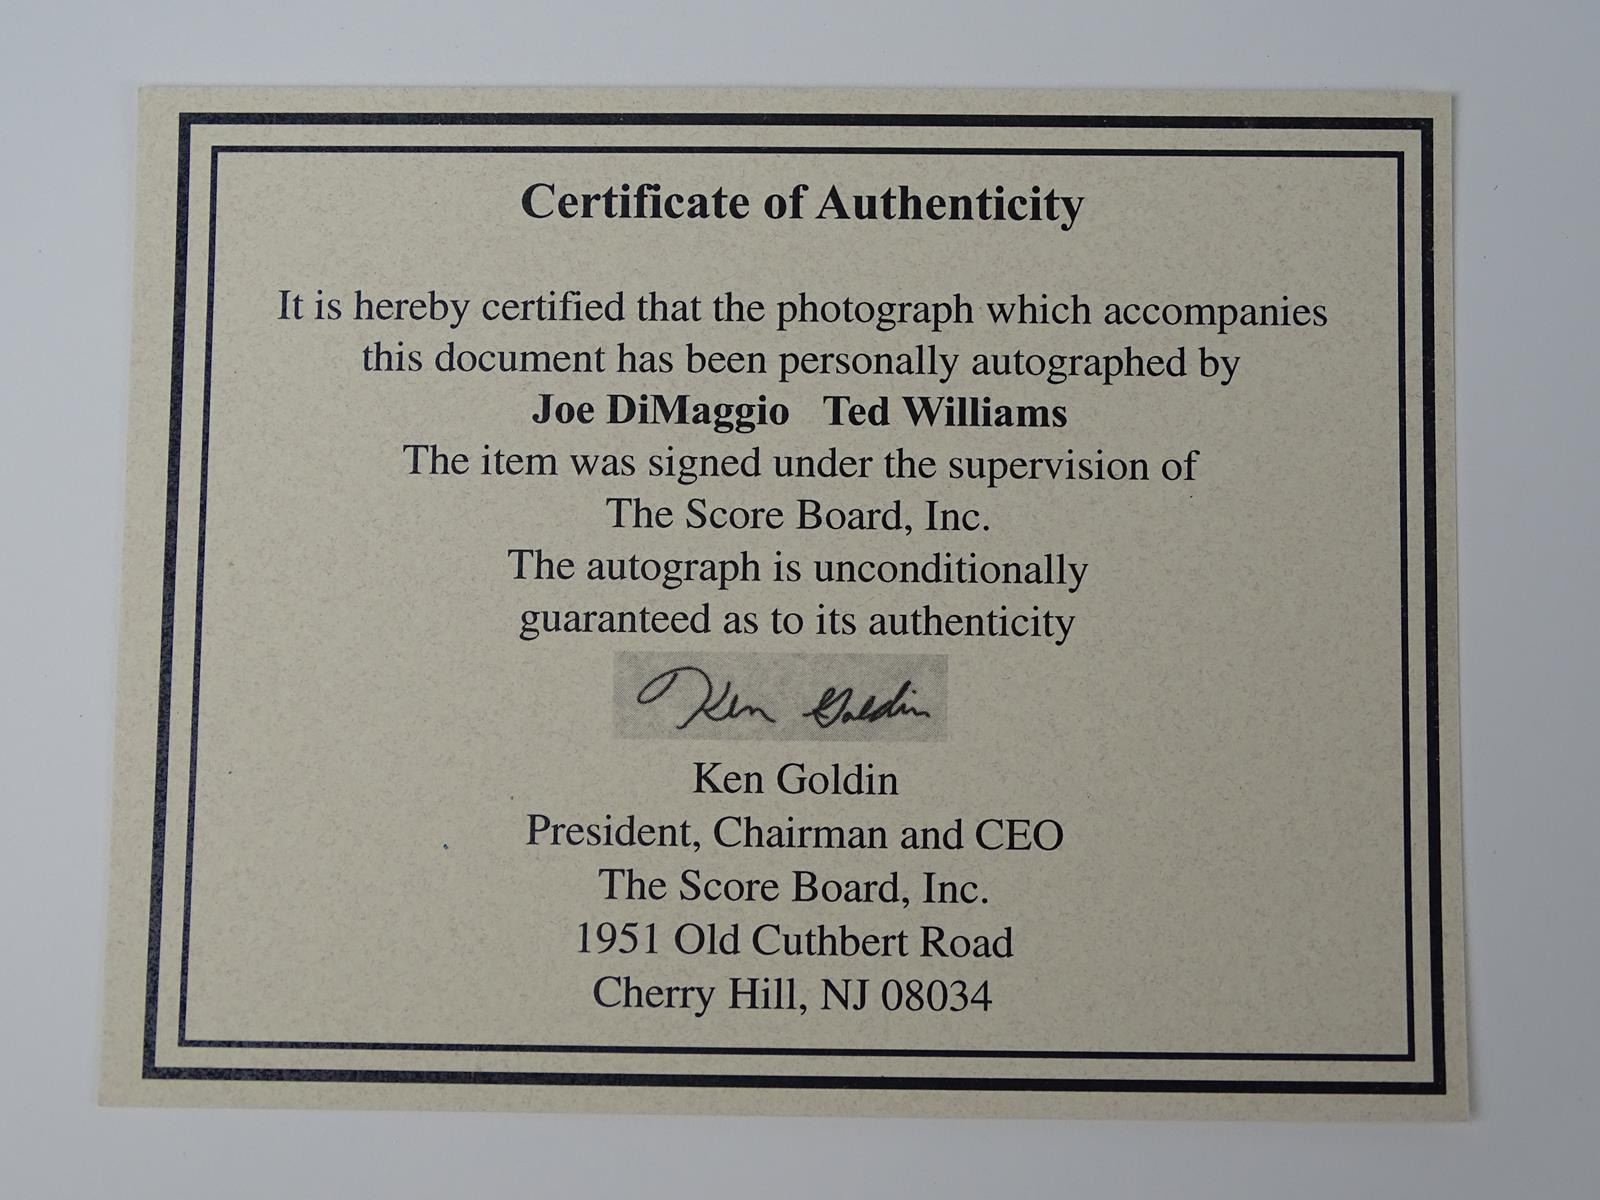 Certificate of Authenticity
It is hereby certified that the photograph which accompanies
this document has been personally autographed by
Joe DiMaggio Ted Williams
The item was signed under the supervision of
The Score Board, Inc.
The autograph is unconditionally
guaranteed as to its authenticity
Ken Goldin
Ken Goldin
President, Chairman and CEO
The Score Board, Inc.
1951 Old Cuthbert Road
Cherry Hill, NJ 08034